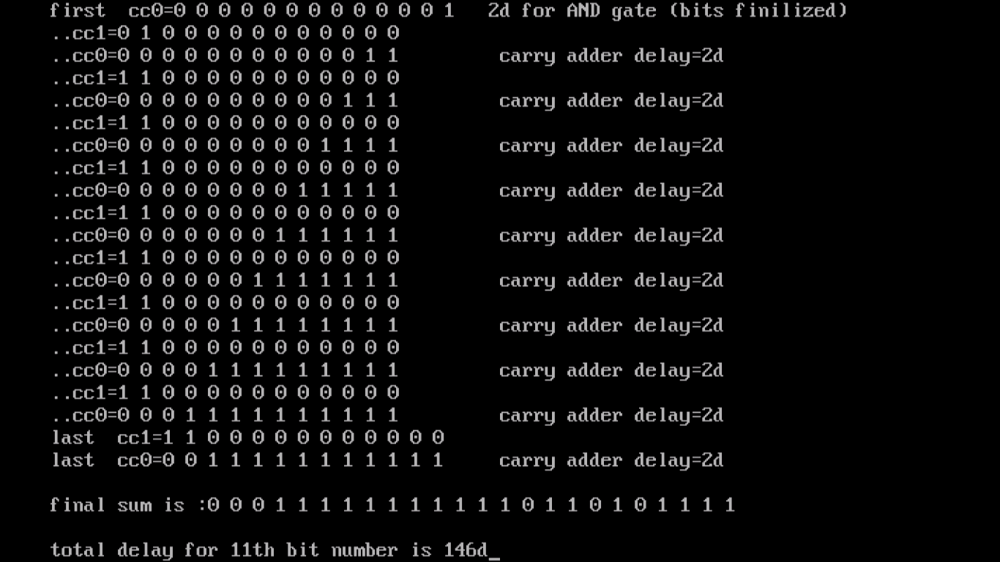 first  cc0=0 0 0 0 0 0 0 0 0 0 0 0 1   2d for AND gate (bits finilized)
..cc1=0 1 0 0 0 0 0 0 0 0 0 0 0
..cc0=0 0 0 0 0 0 0 0 0 0 0 1 1         carry adder delay=2d
..cc1=1 1 0 0 0 0 0 0 0 0 0 0 0
..cc0=0 0 0 0 0 0 0 0 0 0 1 1 1         carry adder delay=2d
..cc1=1 1 0 0 0 0 0 0 0 0 0 0 0
..cc0=0 0 0 0 0 0 0 0 0 1 1 1 1         carry adder delay=2d
..cc1=1 1 0 0 0 0 0 0 0 0 0 0 0
..cc0=0 0 0 0 0 0 0 0 1 1 1 1 1         carry adder delay=2d
..cc1=1 1 0 0 0 0 0 0 0 0 0 0 0
..cc0=0 0 0 0 0 0 0 1 1 1 1 1 1         carry adder delay=2d
..cc1=1 1 0 0 0 0 0 0 0 0 0 0 0
..cc0=0 0 0 0 0 0 1 1 1 1 1 1 1         carry adder delay=2d
..cc1=1 1 0 0 0 0 0 0 0 0 0 0 0
..cc0=0 0 0 0 0 1 1 1 1 1 1 1 1         carry adder delay=2d
..cc1=1 1 0 0 0 0 0 0 0 0 0 0 0
..cc0=0 0 0 0 1 1 1 1 1 1 1 1 1         carry adder delay=2d
..cc1=1 1 0 0 0 0 0 0 0 0 0 0 0
..cc0=0 0 0 1 1 1 1 1 1 1 1 1 1         carry adder delay=2d
last  cc1=1 1 0 0 0 0 0 0 0 0 0 0 0
last  cc0=0 0 1 1 1 1 1 1 1 1 1 1 1     carry adder delay=2d
final sum is :0 0 0 1 1 1 1 1 1 1 1 1 1 1 0 1 1 0 1 0 1 1 1 1
total delay for 11th bit number is 146d_